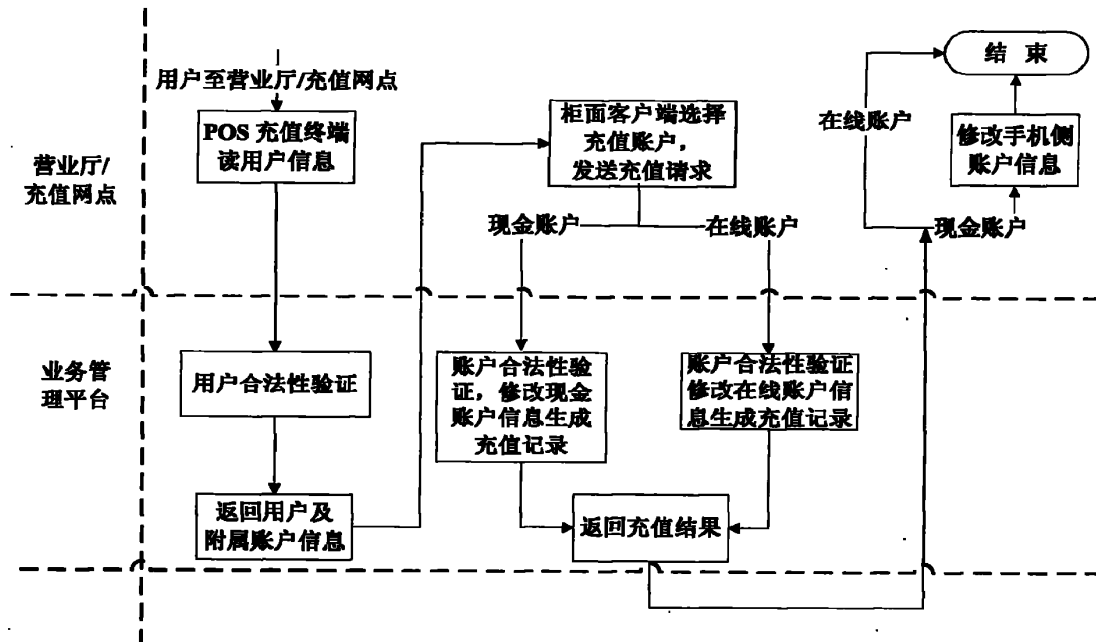 用户至营业厅/充值网点
POS 充值终端
读用户信息
柜面客户端选择
充值账户，
发送充值请求
结 束
在线账户
修改手机侧
账户信息
营业厅/
充值网点
现金账户
在线账户
现金账户
业务管
理平台
用户合法性验证
账户合法性验
证，修改现金
账户信息生成
充值记录
账户合法性验证
修改在线账户信
息生成充值记录
返回用户及
附属账户信息
返回充值结果